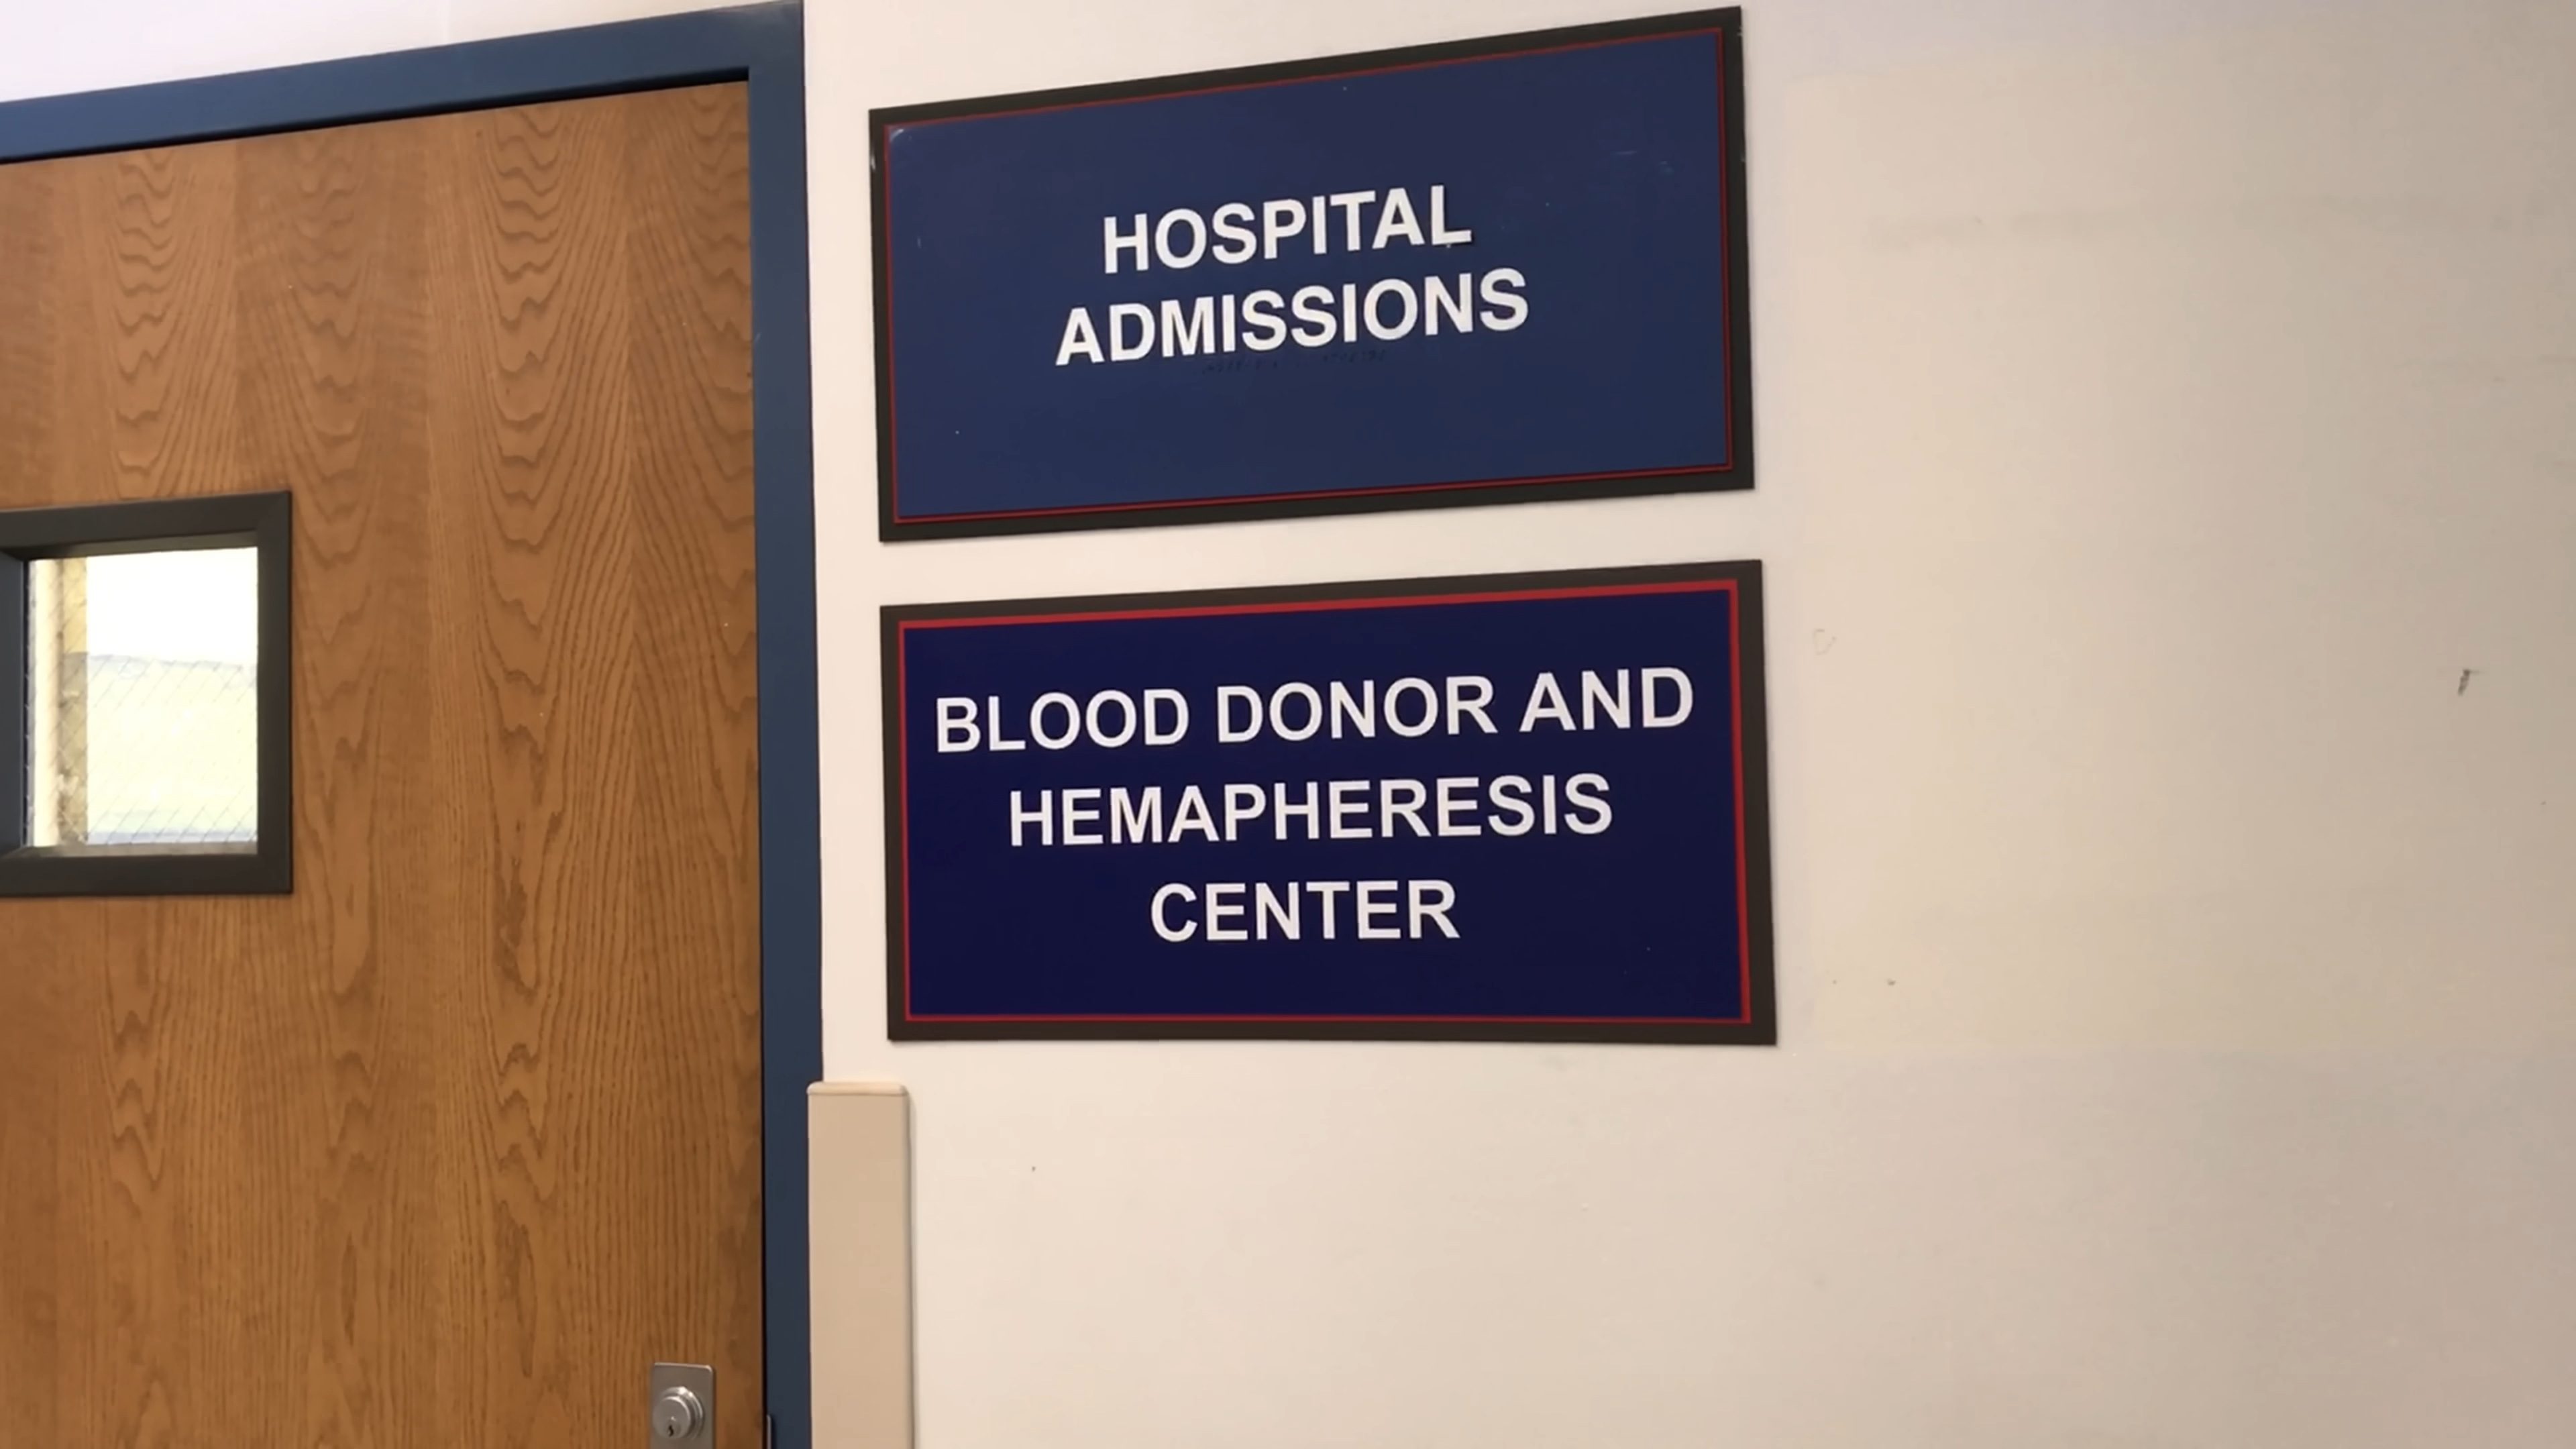 HOSPITAL
ADMISSIONS
BLOOD DONOR AND
HEMAPHERESIS
CENTER